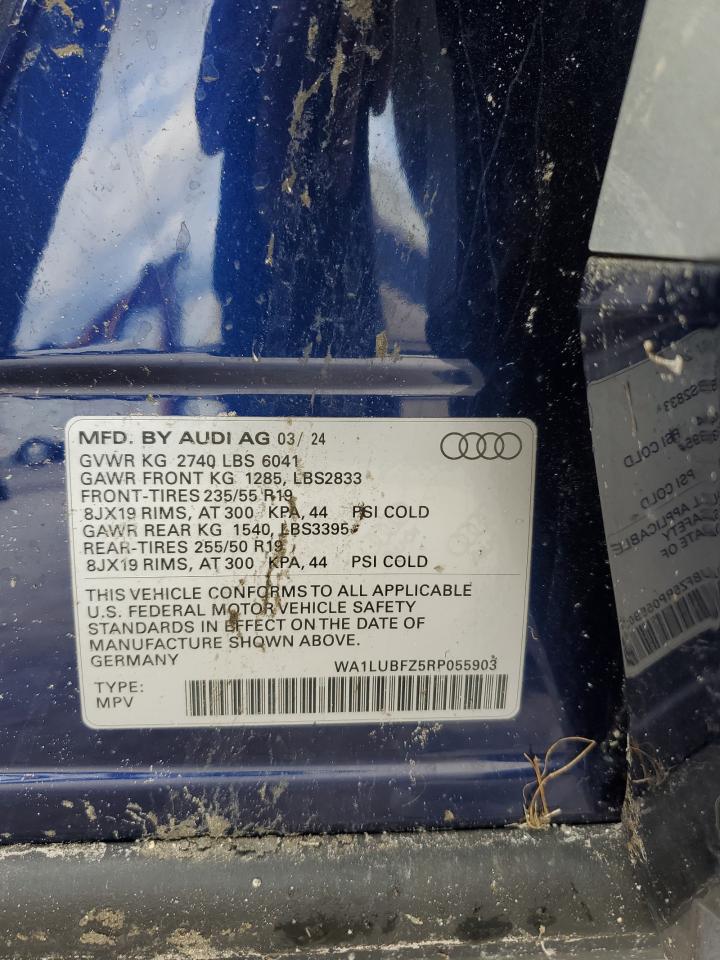 MFD. BY AUDI AG 03/ 24
GVWR KG 2740 LBS 6041
GAWR FRONT KG 1285, LBS2833
FRONT-TIRES 235/55 R19
8JX19 RIMS, AT 300 KPA, 44 PSI COLD
GAWR REAR KG 1540, LBS3395
REAR-TIRES 255/50 R19
8JX19 RIMS, AT 300 KPA, 44 PSI COLD
THIS VEHICLE CONFORMS TO ALL APPLICABLE
U.S. FEDERAL MOTOR VEHICLE SAFETY
STANDARDS IN EFFECT ON THE DATE OF
MANUFACTURE SHOWN ABOVE.
GERMANY WA1LUBFZ5RP055903
TYPE:
MPV